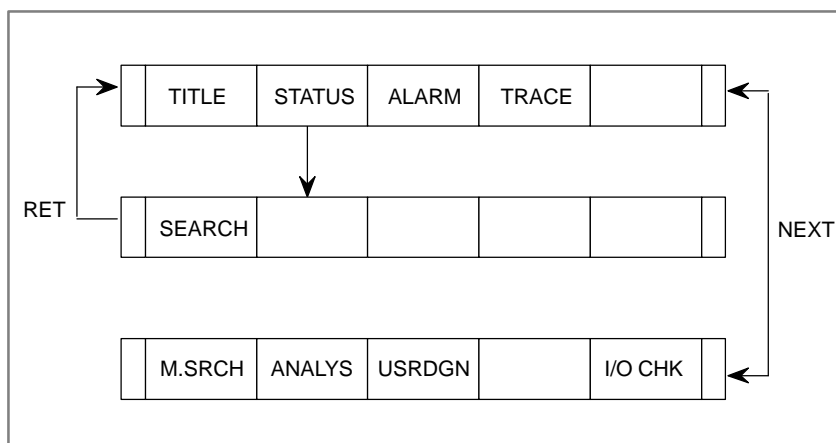 TITLE STATUS ALARM TRACE
RET
SEARCH
NEXT
M.SRCH ANALYS USRDGN I/O CHK